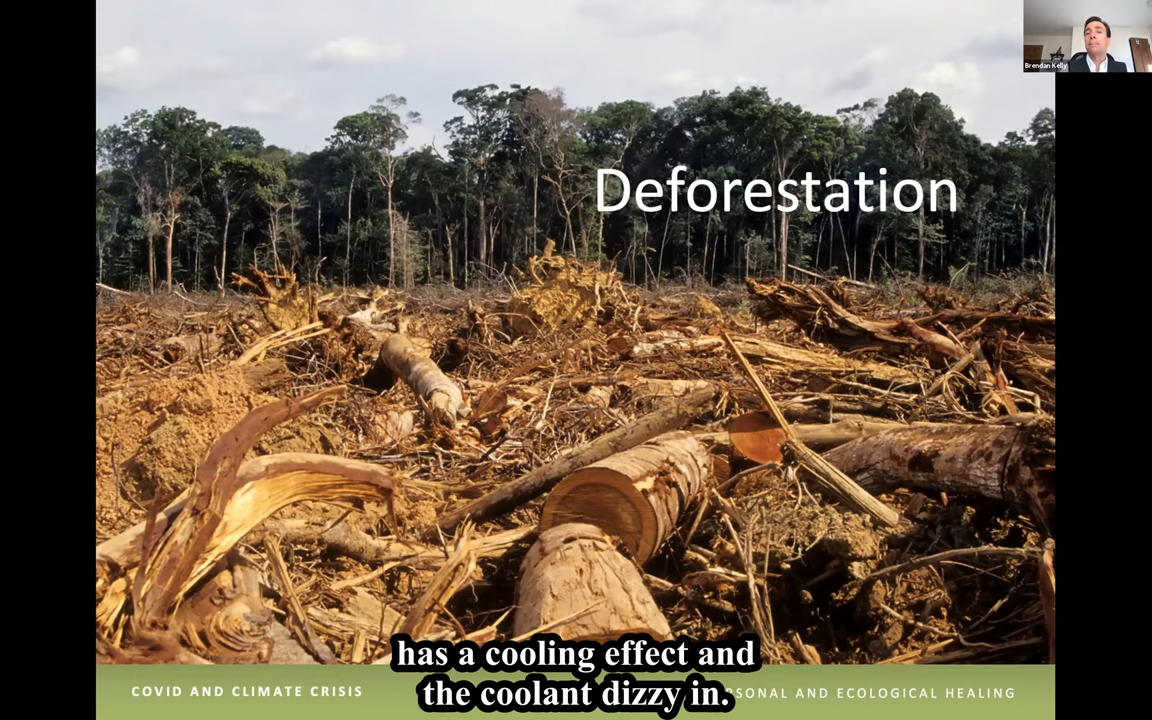 Brendan Kelly
Deforestation
has a cooling effect and
the coolant dizzy in.
COVID AND CLIMATE CRISIS
RSONAL AND ECOLOGICAL HEALING